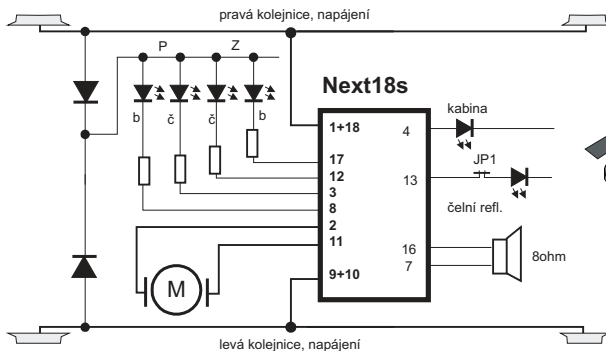 pravá kolejnice, napájení
P Z
Next18s
b č č b
1+18
17
12
3
8
2
11
9+10
4
13
16
7
kabina
JP1
čelní refl.
8ohm
M
levá kolejnice, napájení